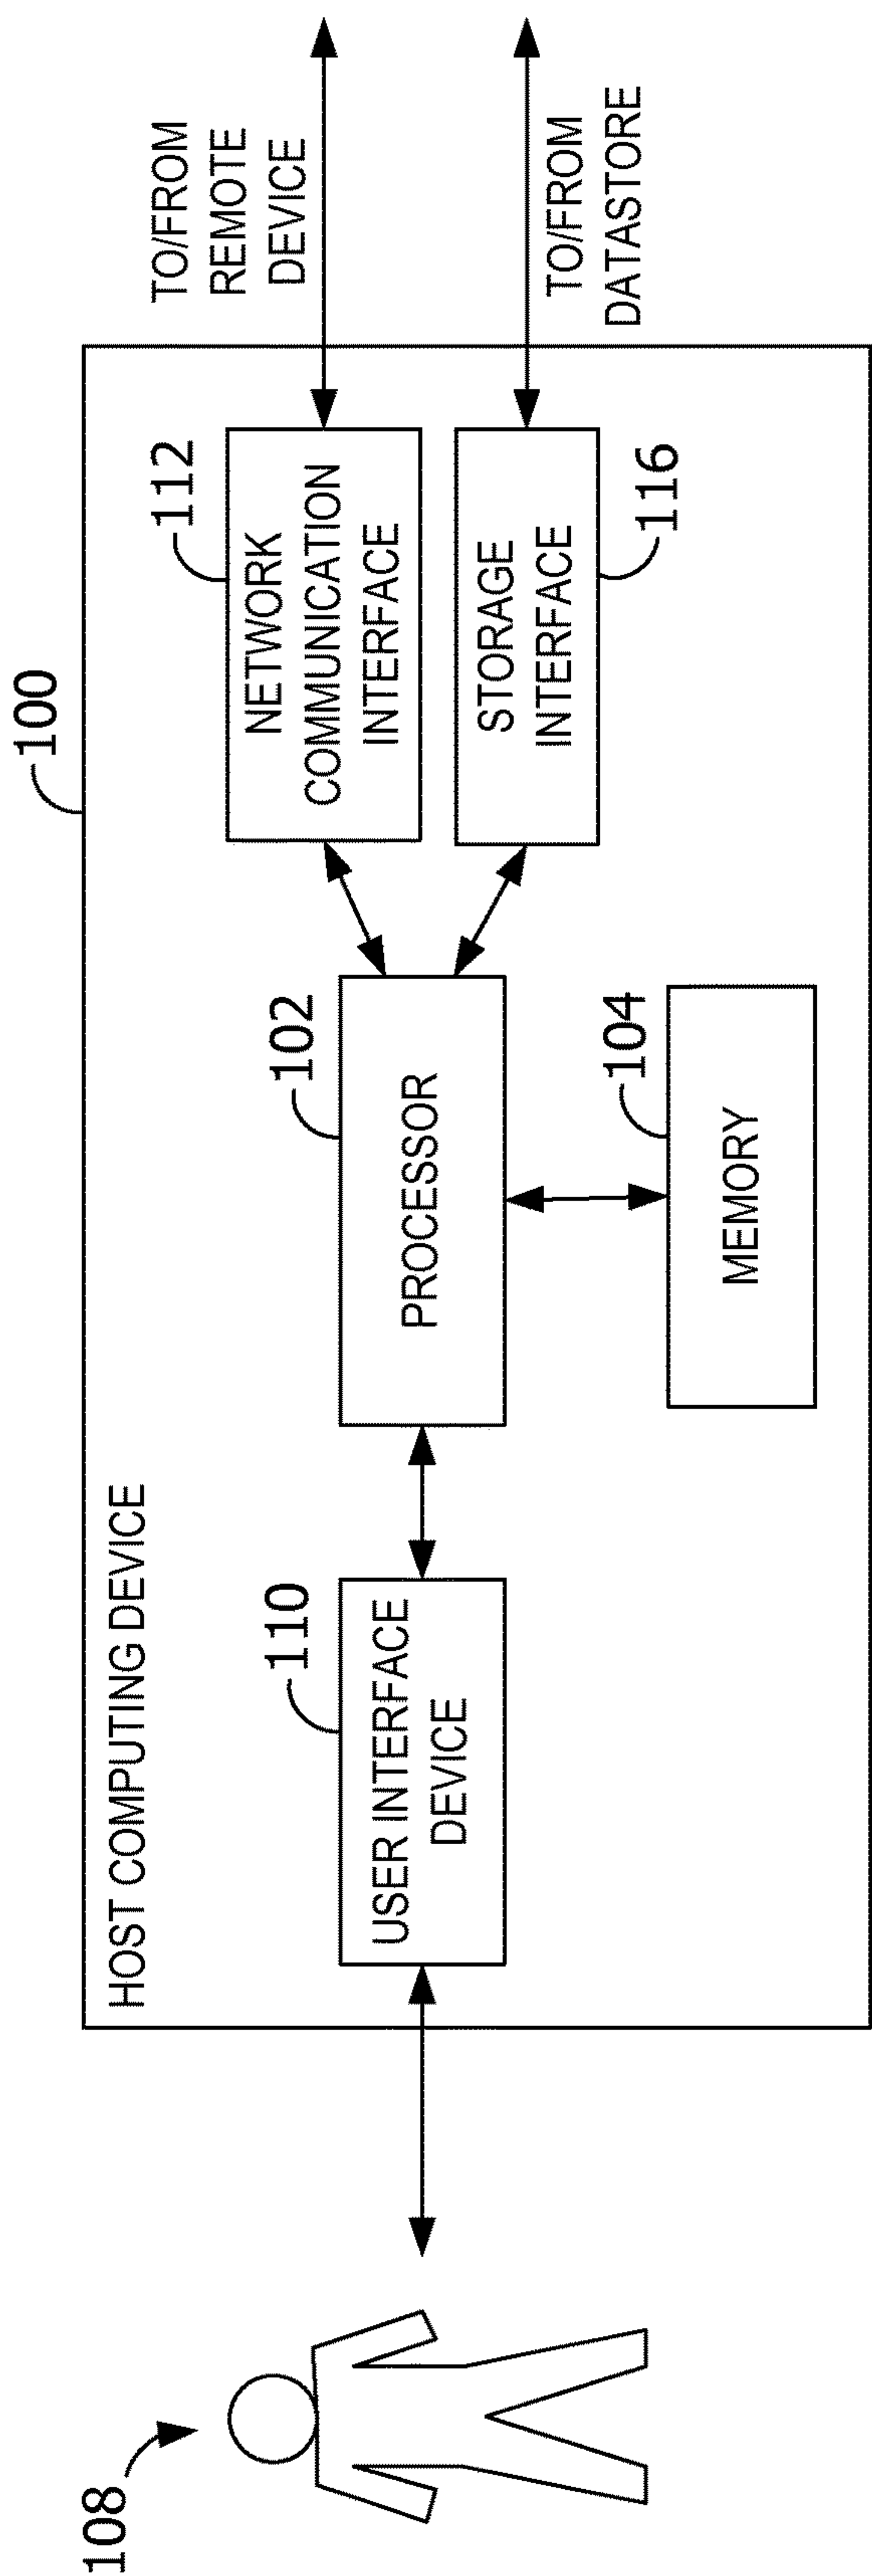 100
HOST COMPUTING DEVICE
108
110
USER INTERFACE
DEVICE
102
PROCESSOR
104
MEMORY
112
NETWORK
COMMUNICATION
INTERFACE
116
STORAGE
INTERFACE
TO/FROM
REMOTE
DEVICE
TO/FROM
DATASTORE